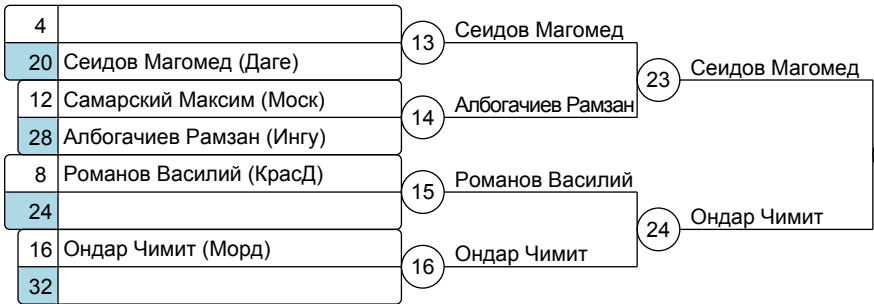 4
20 Сеидов Магомед (Даге)
12 Самарский Максим (Моск)
28 Албогачиев Рамзан (Ингу)
8 Романов Василий (КрасД)
24
16 Ондар Чимит (Морд)
32
13 Сеидов Магомед
14 Албогачиев Рамзан
15 Романов Василий
16 Ондар Чимит
23 Сеидов Магомед
24 Ондар Чимит